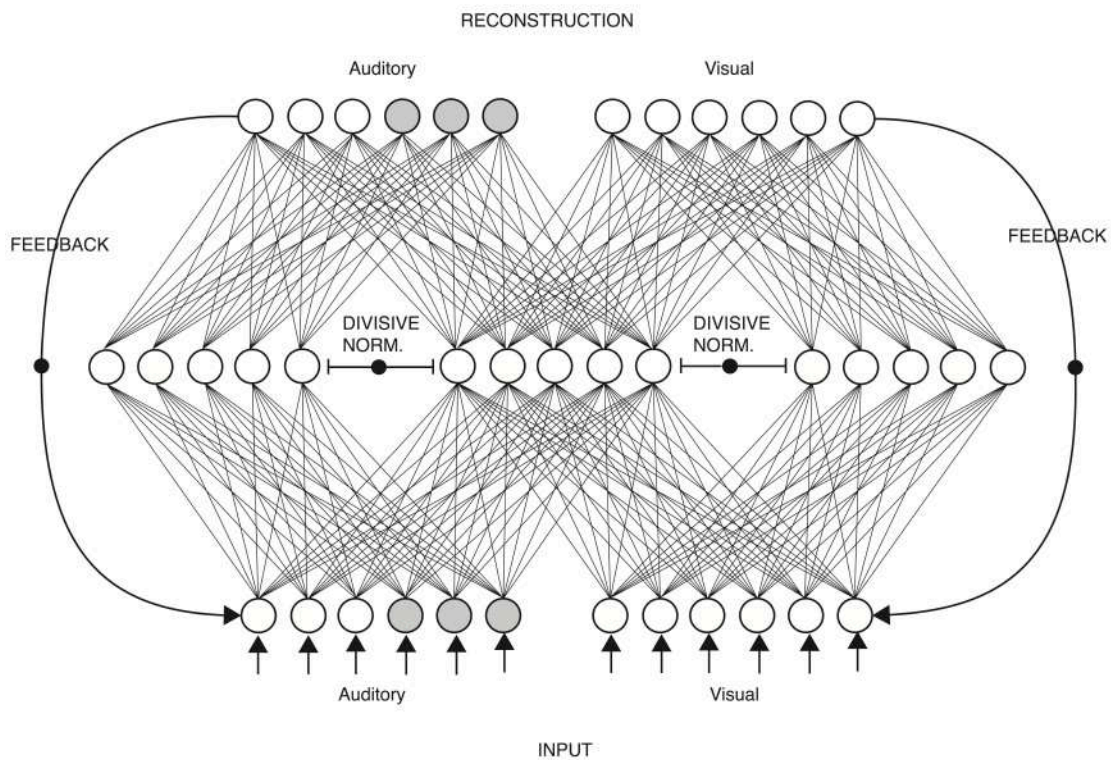 RECONSTRUCTION
Auditory
Visual
FEEDBACK
FEEDBACK
DIVISIVE
NORM.
DIVISIVE
NORM.
Auditory
Visual
INPUT